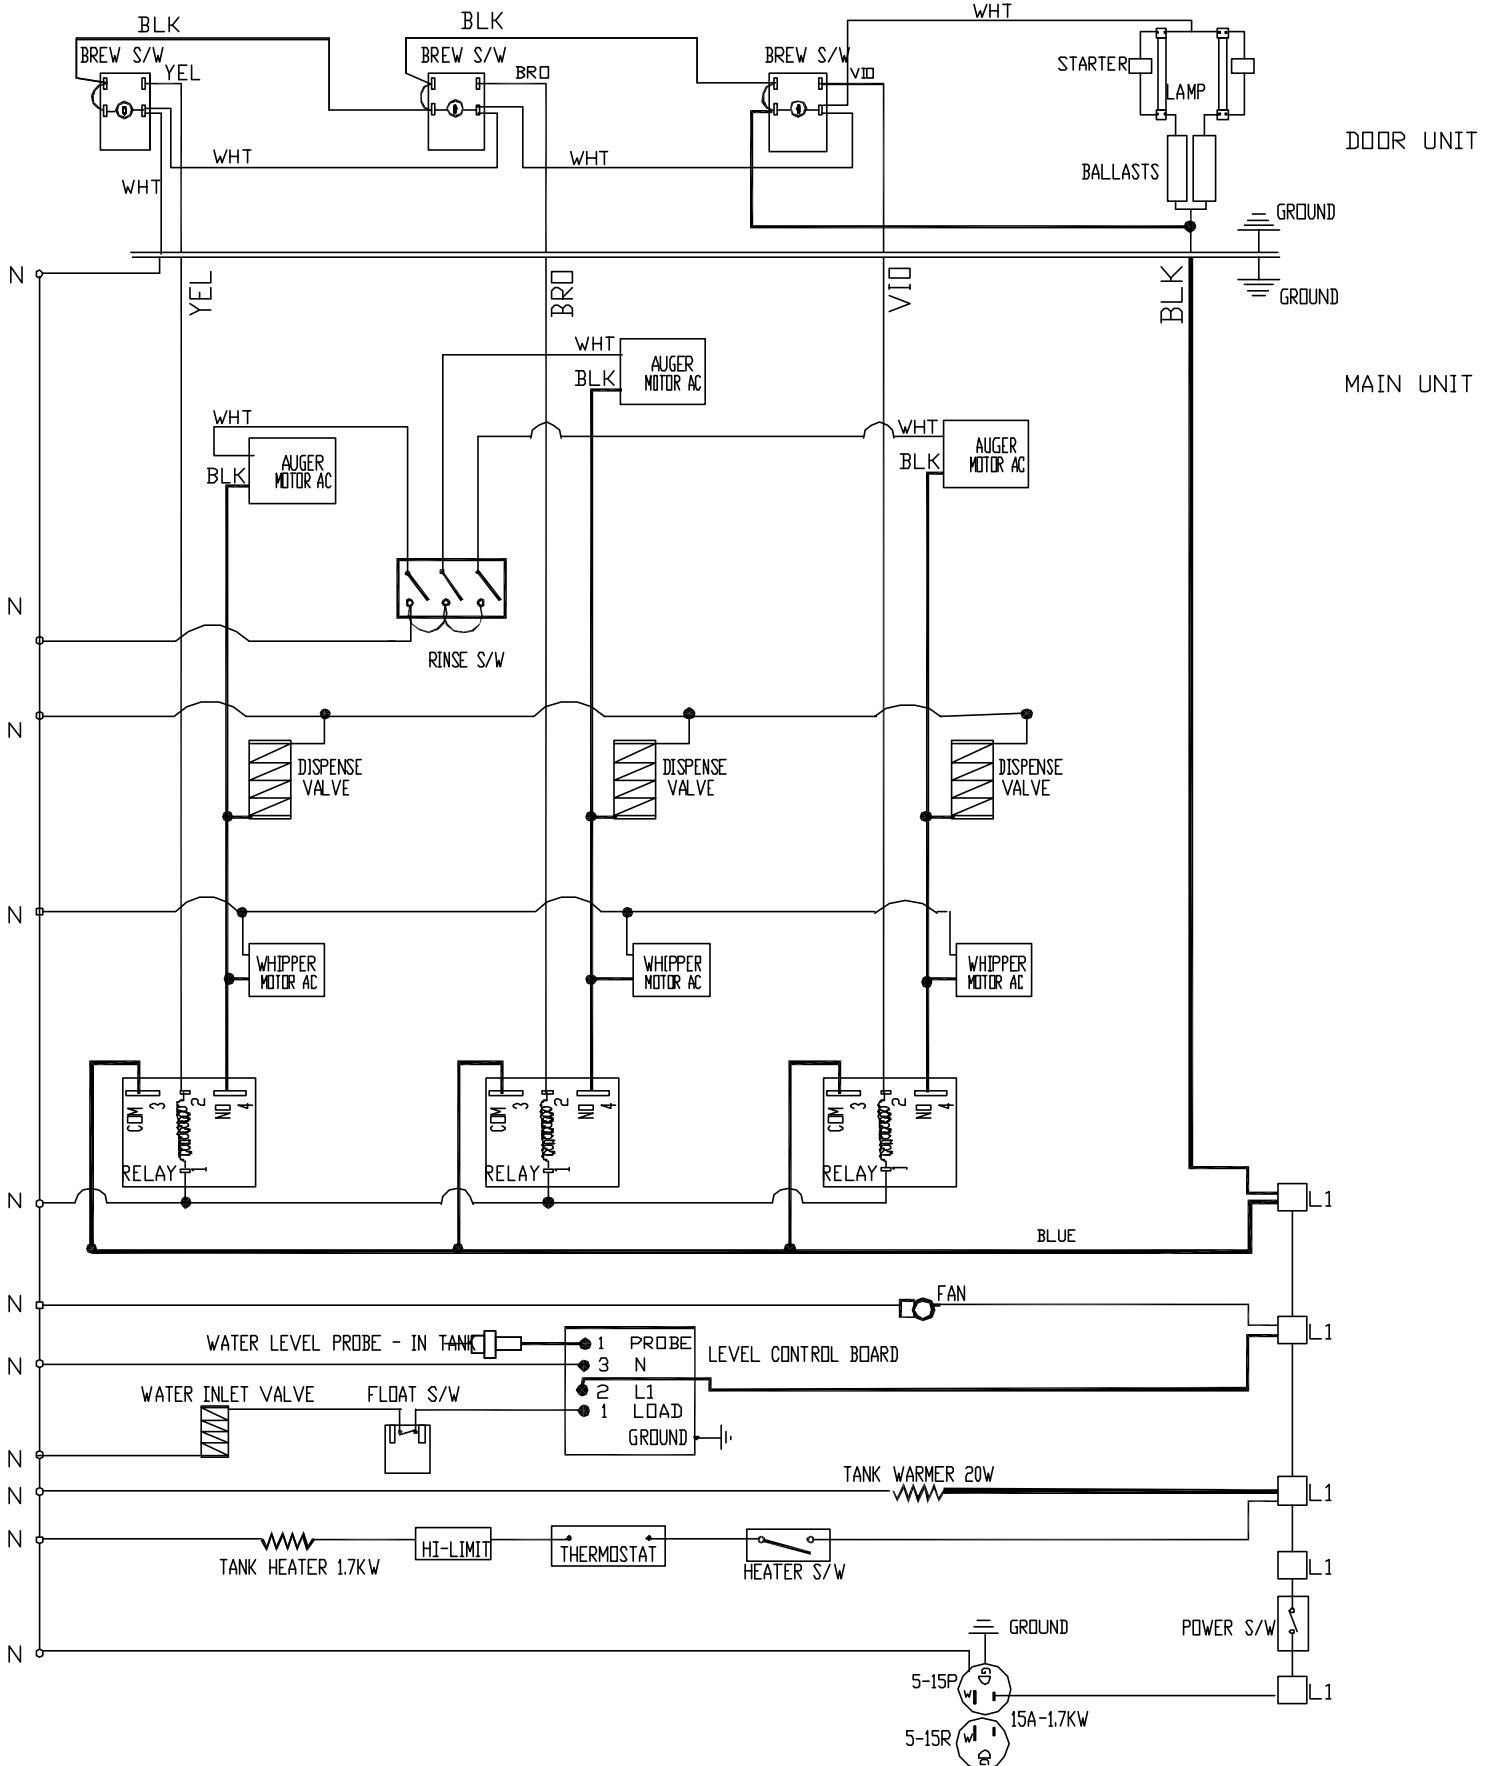 BLK
BLK
WHT
BREW S/W
BREW S/W
BREW S/W
YEL
BRO
VIO
STARTER
LAMP
DOOR UNIT
WHT
WHT
BALLASTS
WHT
GROUND
N
YEL
BRO
VIO
BLK
GROUND
WHT
AUGER
MOTOR AC
BLK
MAIN UNIT
WHT
AUGER
MOTOR AC
BLK
WHT
AUGER
MOTOR AC
BLK
N
RINSE S/W
N
DISPENSE
VALVE
DISPENSE
VALVE
DISPENSE
VALVE
N
WHIPPER
MOTOR AC
WHIPPER
MOTOR AC
WHIPPER
MOTOR AC
COM
3
2
NO
4
RELAY
1
COM
3
2
NO
4
RELAY
1
COM
3
2
NO
4
RELAY
1
N
L1
BLUE
N
FAN
L1
WATER LEVEL PROBE - IN TANK
1 PROBE
LEVEL CONTROL BOARD
N
3 N
2 L1
WATER INLET VALVE
FLOAT S/W
1 LOAD
GROUND
N
TANK WARMER 20W
N
L1
N
TANK HEATER 1.7KW
HI-LIMIT
THERMOSTAT
HEATER S/W
L1
POWER S/W
GROUND
N
5-15P
GD
W
L1
15A-1.7KW
5-15R
W
GD